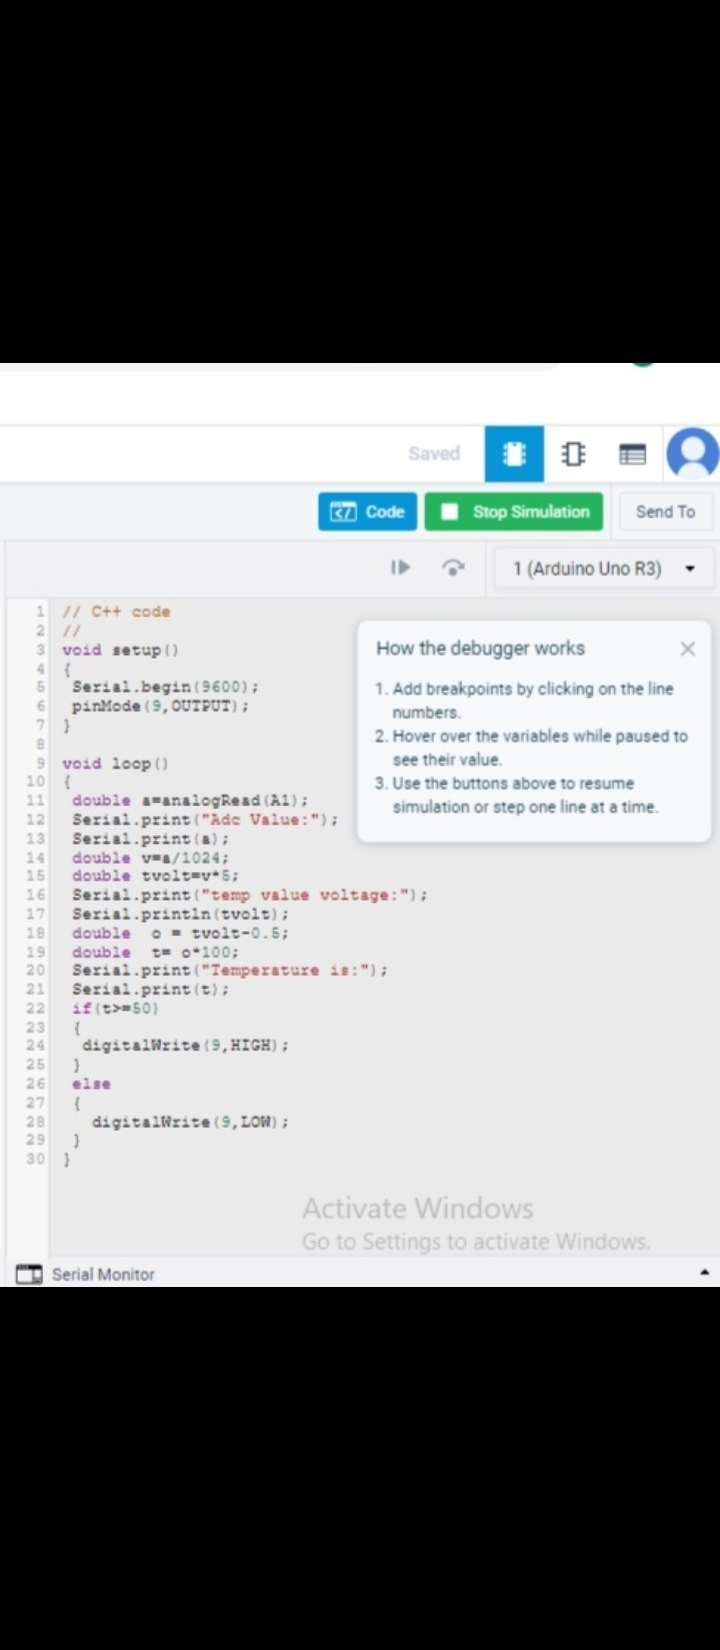 Saved
Code
Stop Simulation
Send To
1 (Arduino Uno R3)
1 // C++ code
2 //
3 void setup()
4 {
5 Serial.begin(9600);
6 pinMode(9,OUTPUT);
7 }
8
9 void loop()
10 {
11 double a=analogRead(A1);
12 Serial.print("Adc Value:");
13 Serial.print(a);
14 double v=a/1024;
15 double tvolt=v*5;
16 Serial.print("temp value voltage:");
17 Serial.println(tvolt);
18 double  o = tvolt-0.5;
19 double  t= o*100;
20 Serial.print("Temperature is:");
21 Serial.print(t);
22 if(t>=50)
23 {
24 digitalWrite(9,HIGH);
25 }
26 else
27 {
28 digitalWrite(9,LOW);
29 }
30 }
How the debugger works
1. Add breakpoints by clicking on the line
numbers.
2. Hover over the variables while paused to
see their value.
3. Use the buttons above to resume
simulation or step one line at a time.
Activate Windows
Go to Settings to activate Windows.
Serial Monitor